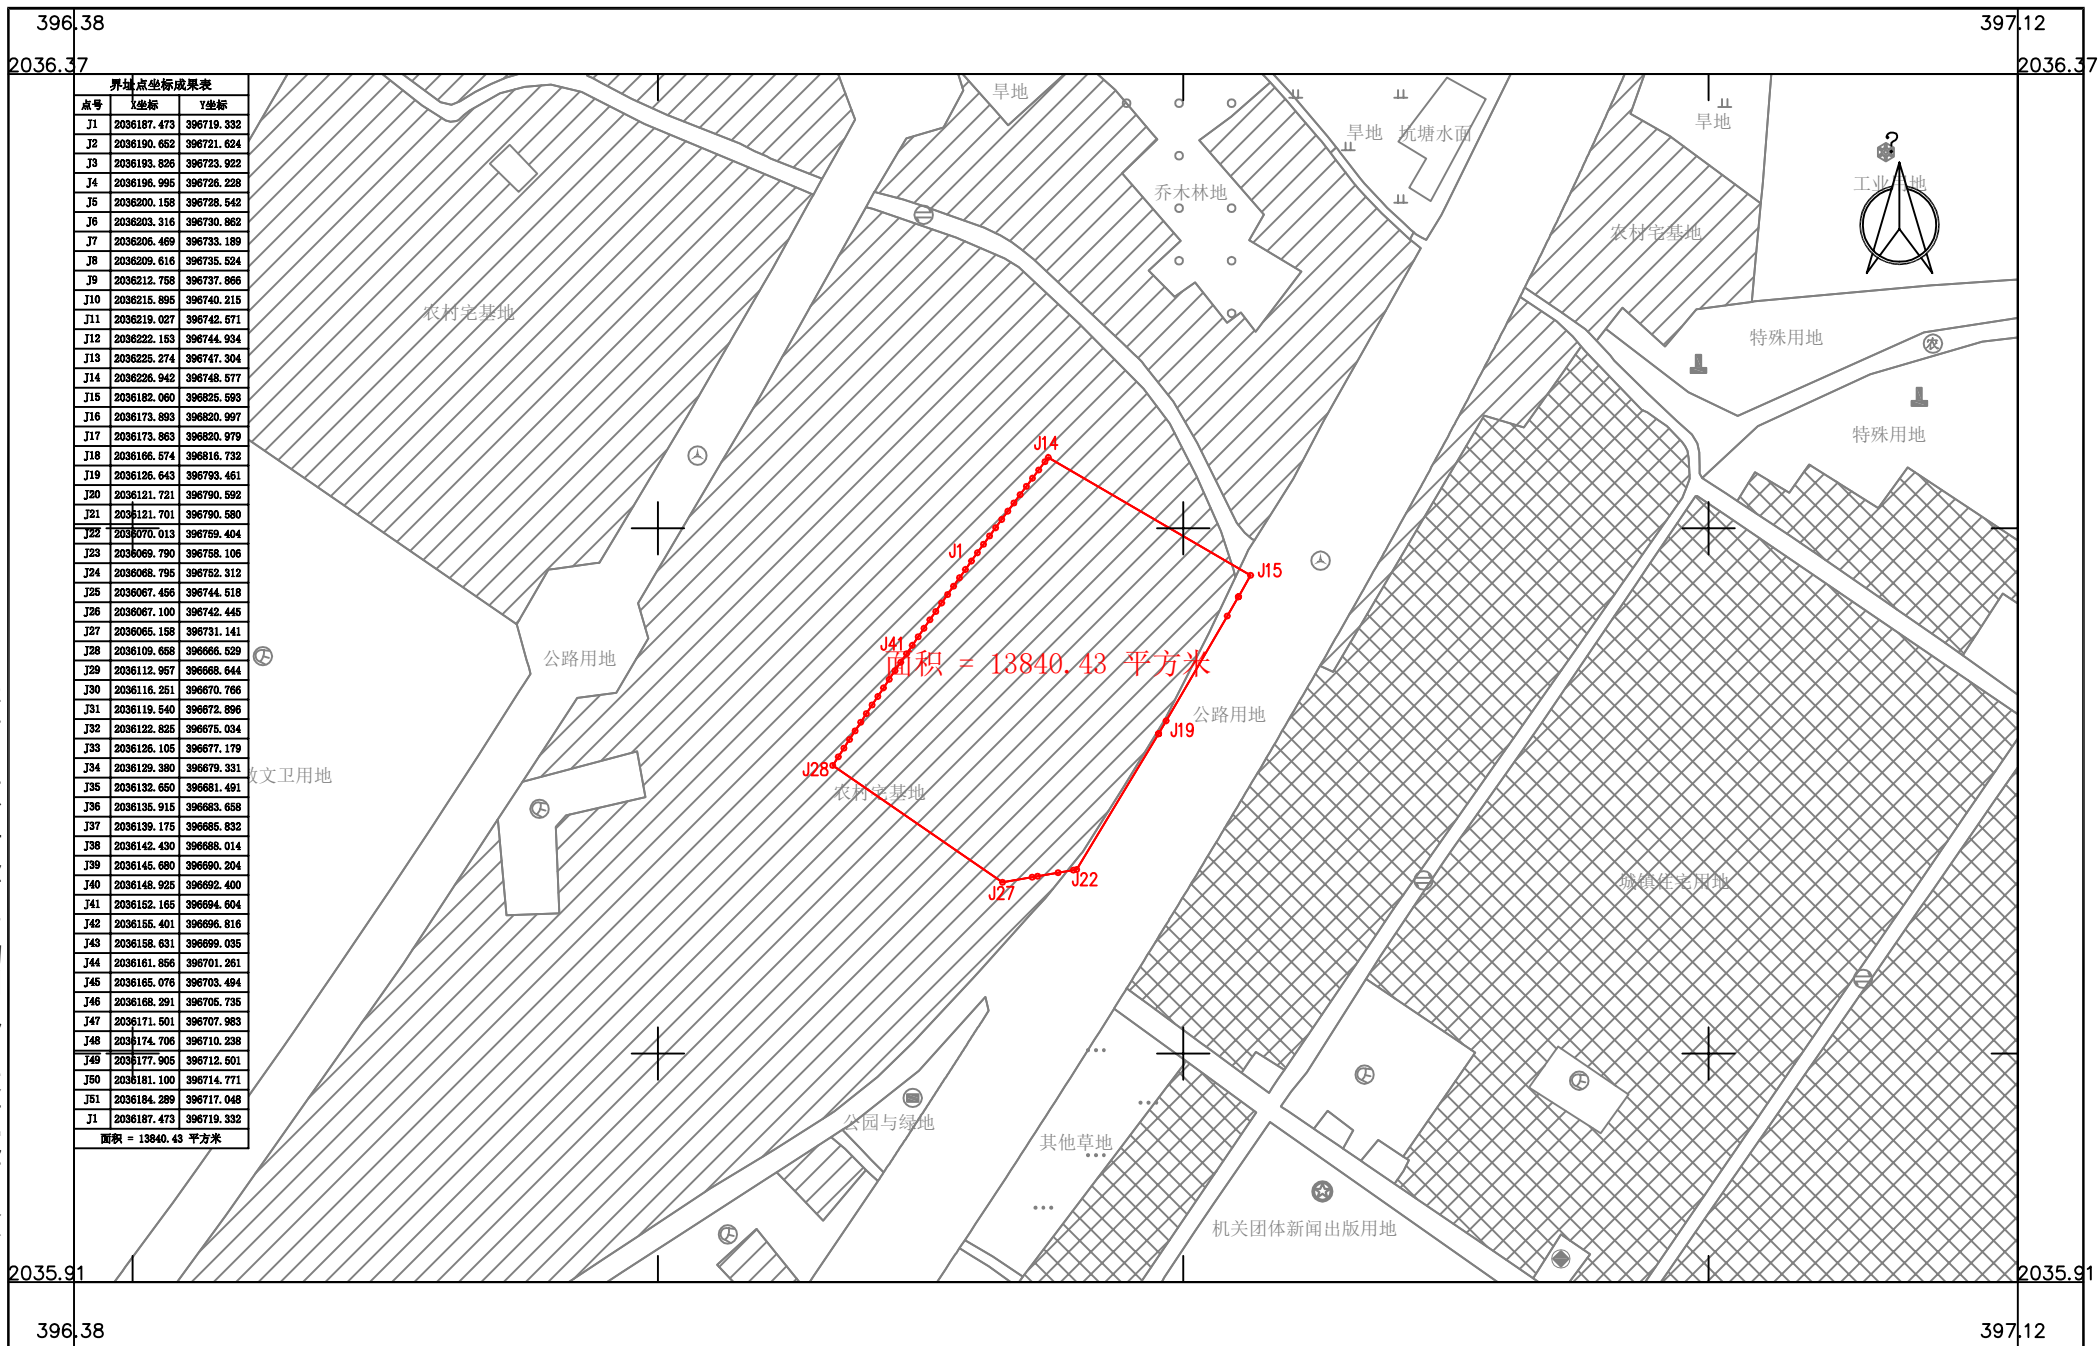 396.38
397.12
2036.37
2036.37
界址点坐标成果表
点号 X坐标 Y坐标
J1 2036187.473 396719.332
J2 2036190.652 396721.624
J3 2036193.826 396723.922
J4 2036196.995 396726.228
J5 2036200.158 396728.542
J6 2036203.316 396730.862
J7 2036206.469 396733.189
J8 2036209.616 396735.524
J9 2036212.758 396737.866
J10 2036215.895 396740.215
J11 2036219.027 396742.571
J12 2036222.153 396744.934
J13 2036225.274 396747.304
J14 2036226.942 396748.577
J15 2036182.060 396825.593
J16 2036173.893 396820.997
J17 2036173.863 396820.979
J18 2036166.574 396816.732
J19 2036126.643 396793.461
J20 2036121.721 396790.592
J21 2036121.701 396790.580
J22 2036070.013 396759.404
J23 2036069.790 396758.106
J24 2036068.795 396752.312
J25 2036067.456 396744.518
J26 2036067.100 396742.445
J27 2036065.158 396731.141
J28 2036109.658 396666.529
J29 2036112.957 396668.644
J30 2036116.251 396670.766
J31 2036119.540 396672.896
J32 2036122.825 396675.034
J33 2036126.105 396677.179
J34 2036129.380 396679.331
J35 2036132.650 396681.491
J36 2036135.915 396683.658
J37 2036139.175 396685.832
J38 2036142.430 396688.014
J39 2036145.680 396690.204
J40 2036148.925 396692.400
J41 2036152.165 396694.604
J42 2036155.401 396696.816
J43 2036158.631 396699.035
J44 2036161.856 396701.261
J45 2036165.076 396703.494
J46 2036168.291 396705.735
J47 2036171.501 396707.983
J48 2036174.706 396710.238
J49 2036177.905 396712.501
J50 2036181.100 396714.771
J51 2036184.289 396717.048
J1 2036187.473 396719.332
面积 = 13840.43 平方米
旱地
旱地
坑塘水面
旱地
乔木林地
工业用地
农村宅基地
农村宅基地
特殊用地
农
特殊用地
J14
J1
J15
J41
面积 = 13840.43 平方米
公路用地
公路用地
J19
J28
文卫用地
农村宅基地
J22
J27
城镇住宅用地
公园与绿地
其他草地
机关团体新闻出版用地
2035.91
2035.91
396.38
397.12